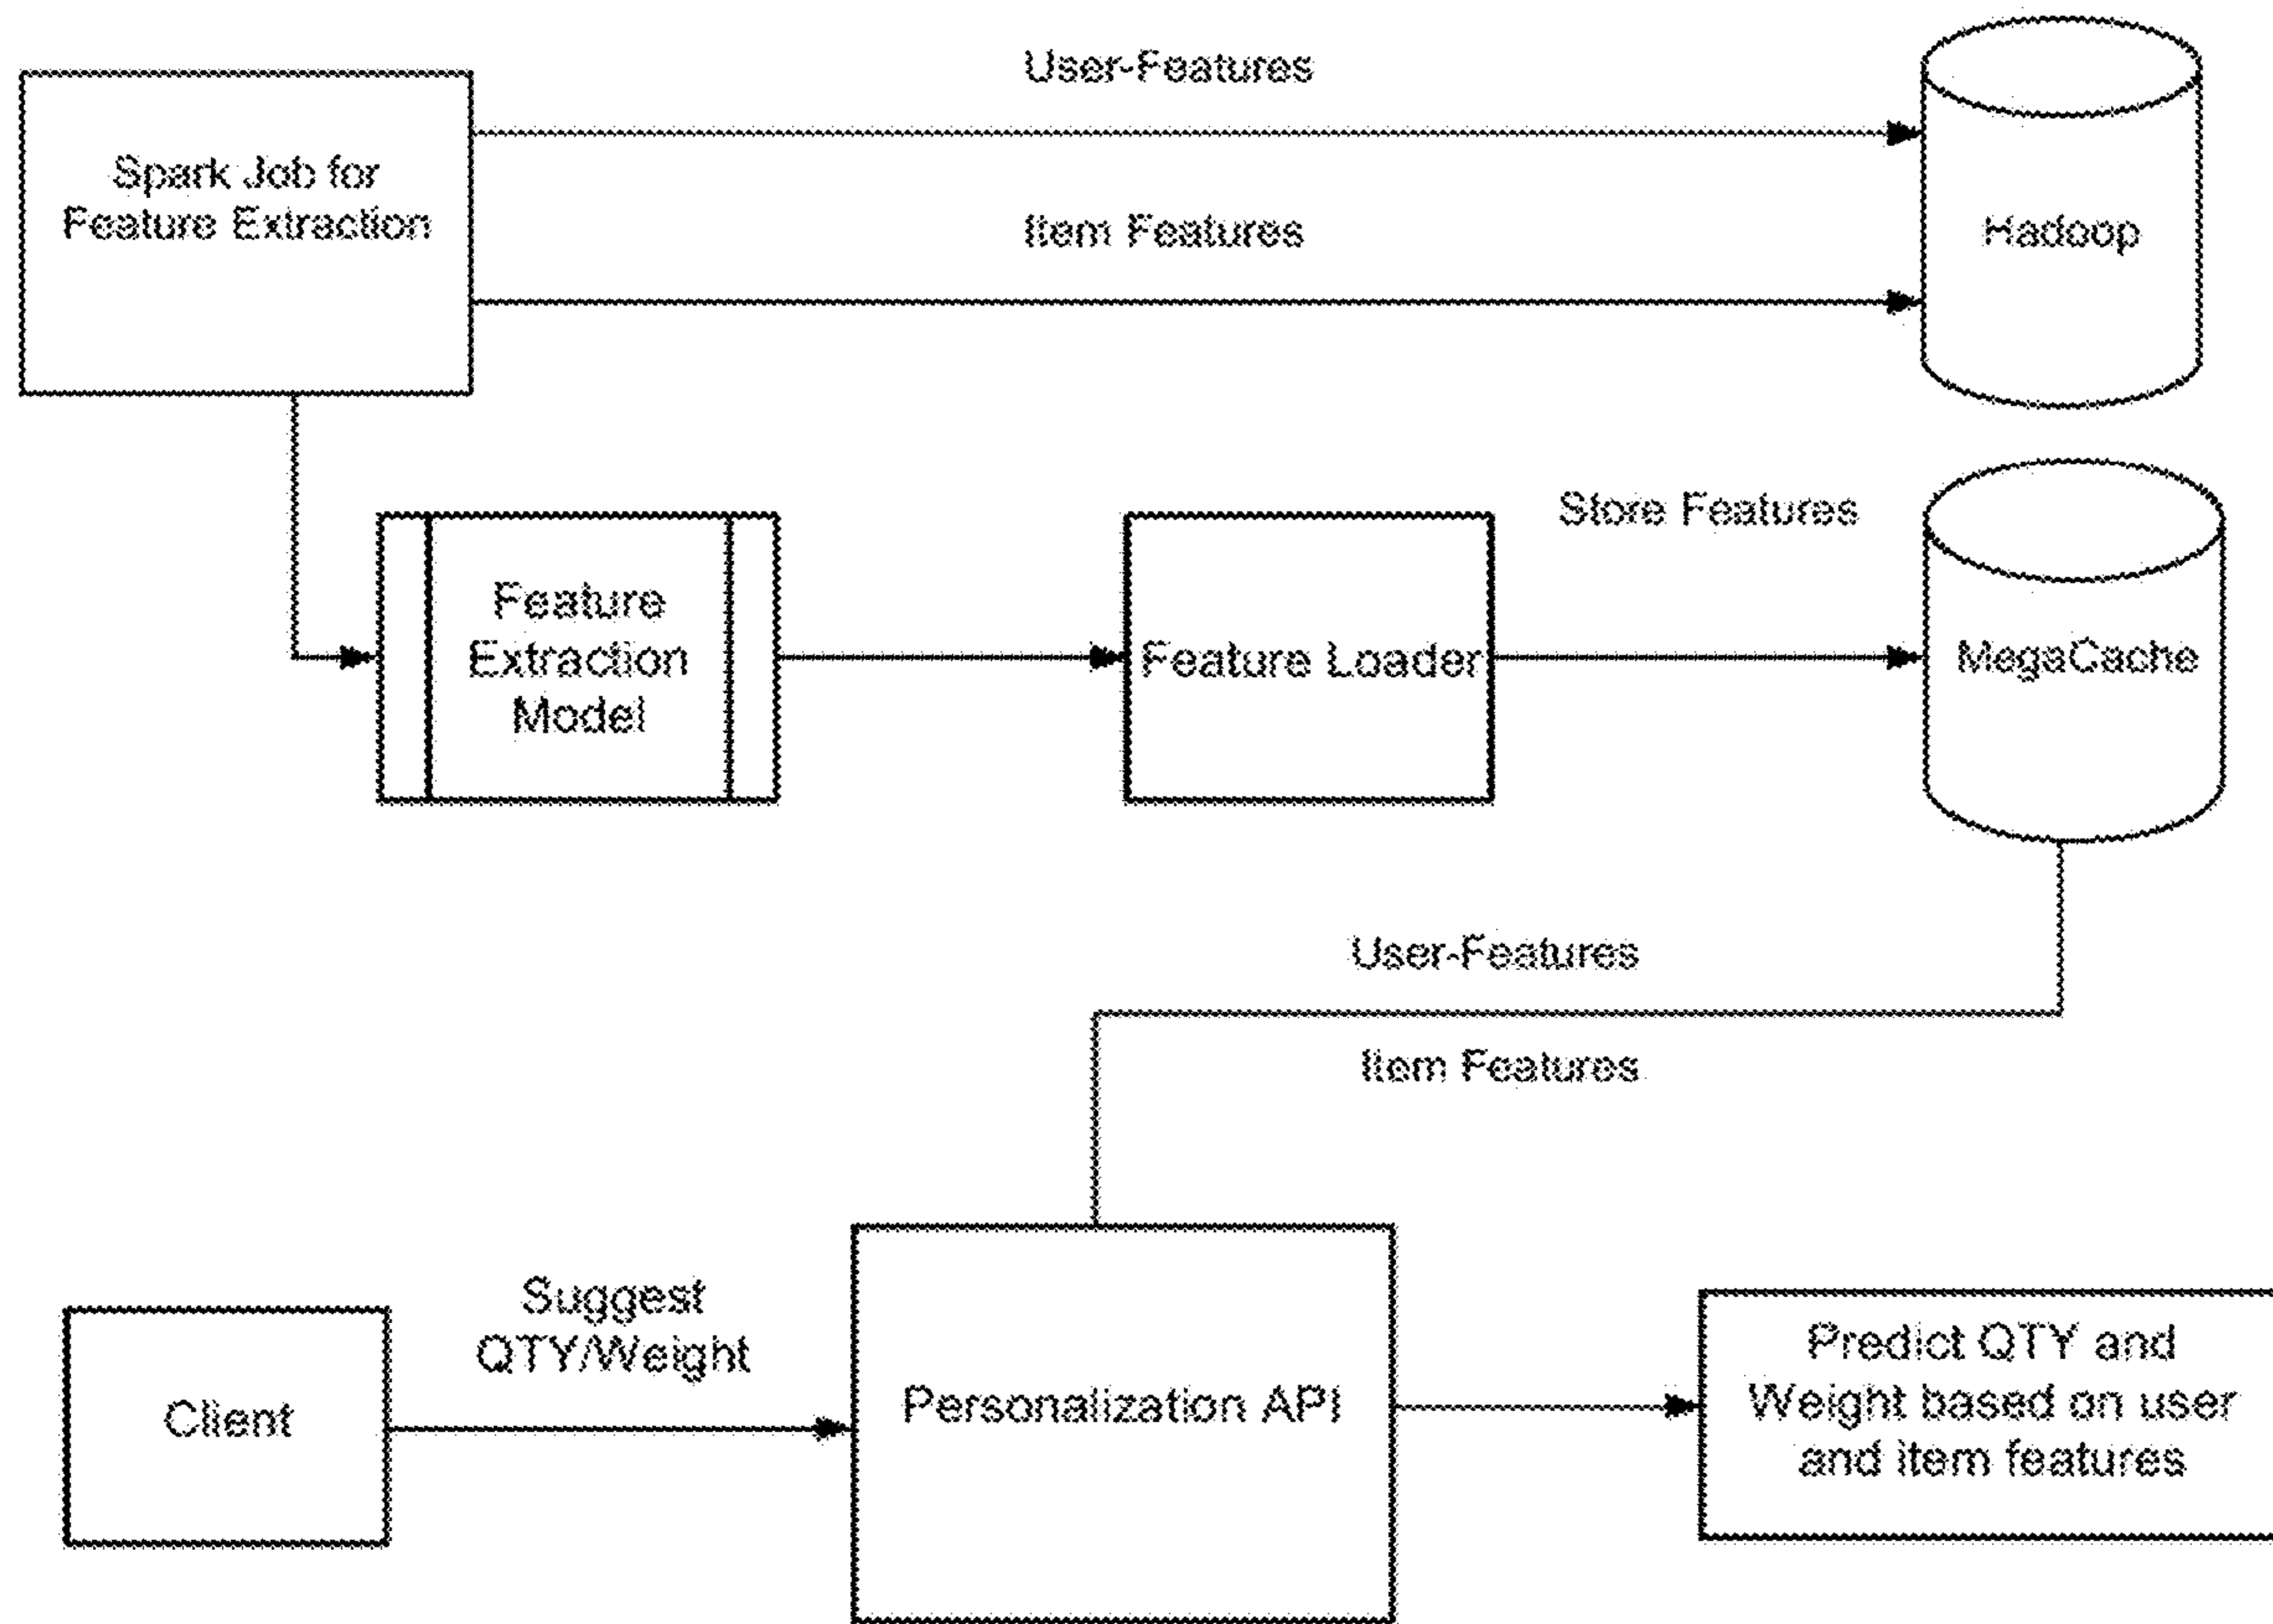 User-Features
Spark Job for
Feature Extraction
Item Features
Hadoop
Store Features
Feature
Extraction
Model
Feature Loader
MegaCache
User-Features
Item Features
Suggest
QTY/Weight
Client
Personalization API
Predict QTY and
Weight based on user
and item features